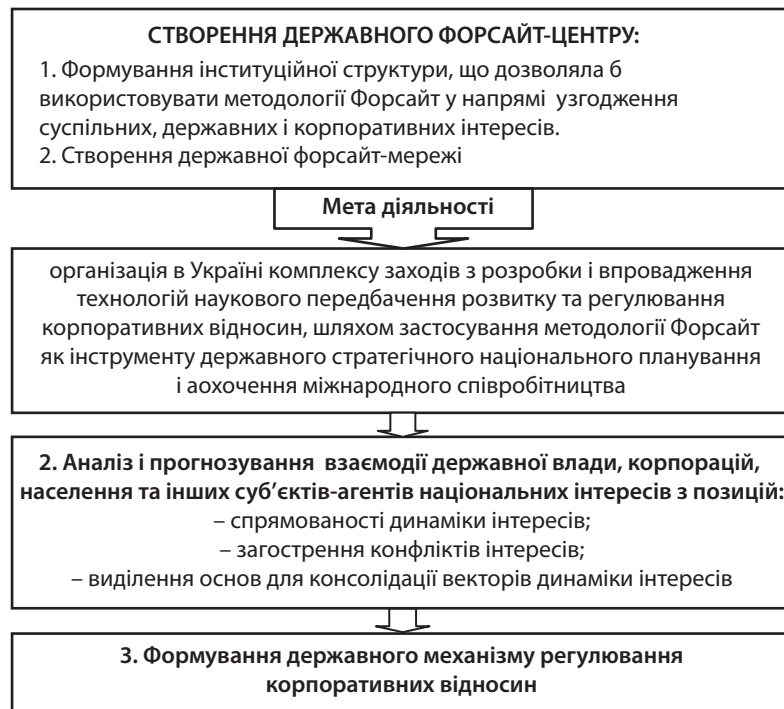 СТВОРЕННЯ ДЕРЖАВНОГО ФОРСАЙТ-ЦЕНТРУ:
1. Формування інституційної структури, що дозволяла б
використовувати методології Форсайт у напрямі узгодження
суспільних, державних і корпоративних інтересів.
2. Створення державної форсайт-мережі
Мета діяльності
організація в Україні комплексу заходів з розробки і впровадження
технологій наукового передбачення розвитку та регулювання
корпоративних відносин, шляхом застосування методології Форсайт
як інструменту державного стратегічного національного планування
і аохочення міжнародного співробітництва
2. Аналіз і прогнозування взаємодії державної влади, корпорацій,
населення та інших суб’єктів-агентів національних інтересів з позицій:
– спрямованості динаміки інтересів;
– загострення конфліктів інтересів;
– виділення основ для консолідації векторів динаміки інтересів
3. Формування державного механізму регулювання
корпоративних відносин